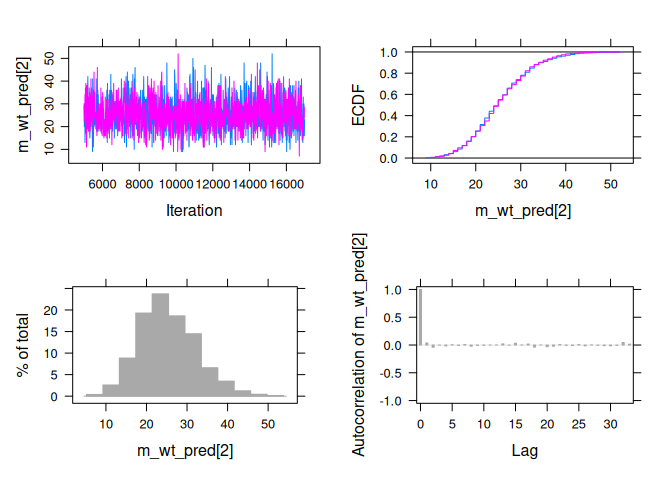 m_wt_pred[2]
50
40
30
20
10
6000 8000 10000 12000 14000 16000
Iteration
ECDF
1.0
0.8
0.6
0.4
0.2
0.0
10 20 30 40 50
m_wt_pred[2]
% of total
20
15
10
5
0
10 20 30 40 50
m_wt_pred[2]
Autocorrelation of m_wt_pred[2]
1.0
0.5
0.0
-0.5
-1.0
0 5 10 15 20 25 30
Lag